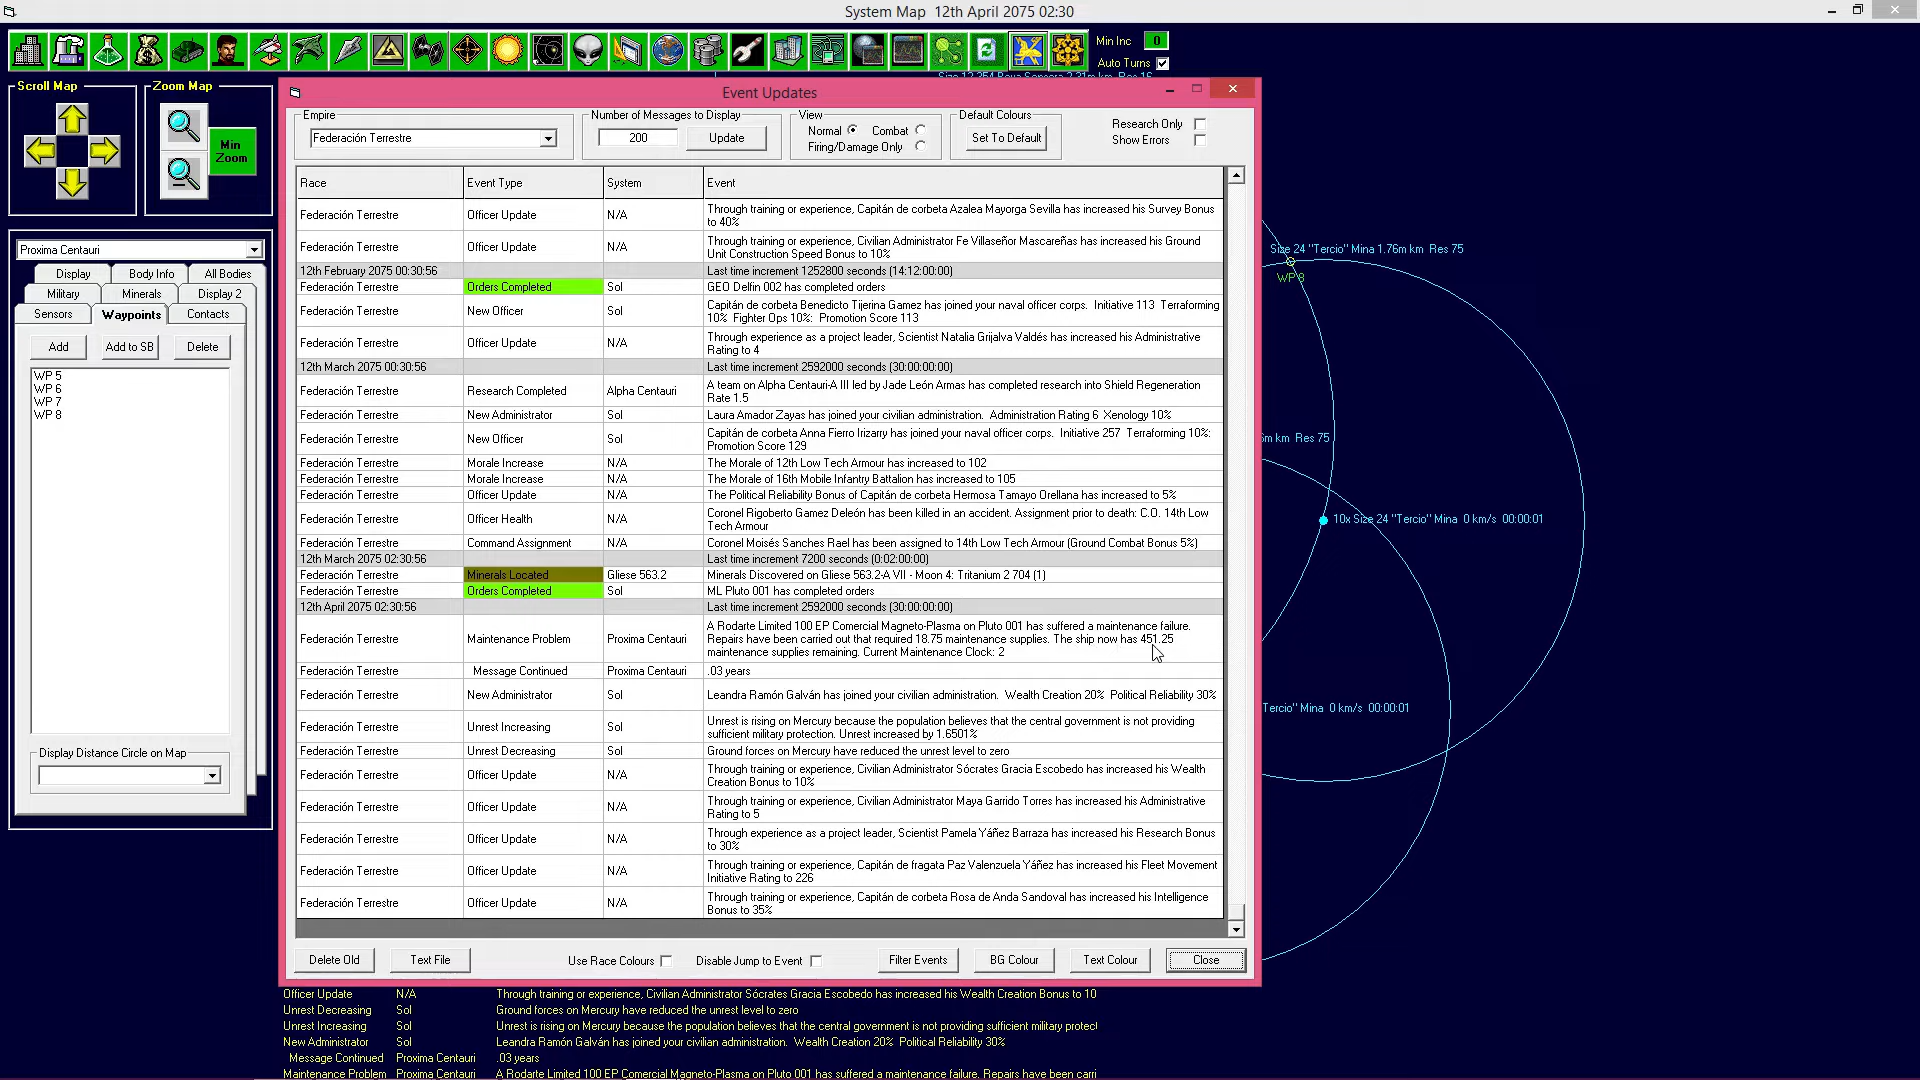 System Map  12th April 2075 02:30
Min Inc 0
Auto Turns
Size 24 "Tercio" Mina 1.76m km  Res 75
WP 8
5m km  Res 75
10x Size 24 "Tercio" Mina  0 km/s  00:00:01
Tercio" Mina  0 km/s  00:00:01
Scroll Map
Zoom Map
Min Zoom
Proxima Centauri
Display
Body Info
All Bodies
Military
Minerals
Display 2
Sensors
Waypoints
Contacts
Add
Add to SB
Delete
WP 5
WP 6
WP 7
WP 8
Display Distance Circle on Map
Event Updates
Empire
Federación Terrestre
Number of Messages to Display
200
Update
View
Normal
Combat
Firing/Damage Only
Default Colours
Set To Default
Research Only
Show Errors
Race Event Type System Event
Federación Terrestre Officer Update N/A Through training or experience, Capitán de corbeta Azalea Mayorga Sevilla has increased his Survey Bonus
to 40%
Federación Terrestre Officer Update N/A Through training or experience, Civilian Administrator Fe Villaseñor Mascareñas has increased his Ground
Unit Construction Speed Bonus to 10%
12th February 2075 00:30:56 Last time increment 1252800 seconds (14:12:00:00)
Federación Terrestre Orders Completed Sol GEO Delfin 002 has completed orders
Federación Terrestre New Officer Sol Capitán de corbeta Benedicto Tijerina Gamez has joined your naval officer corps.  Initiative 113  Terraforming
10%  Fighter Ops 10%:  Promotion Score 113
Federación Terrestre Officer Update Sol Through experience as a project leader, Scientist Natalia Grijalva Valdés has increased his Administrative
Rating to 4
12th March 2075 00:30:56 Last time increment 2592000 seconds (30:00:00:00)
Federación Terrestre Research Completed Alpha Centauri A team on Alpha Centauri-A III led by Jade León Armas has completed research into Shield Regeneration
Rate 1.5
Federación Terrestre New Administrator Sol Laura Amador Zayas has joined your civilian administration.  Administration Rating 6  Xenology 10%
Federación Terrestre New Officer Sol Capitán de corbeta Anna Fierro Irizarry has joined your naval officer corps.  Initiative 257  Terraforming 10%:
Promotion Score 129
Federación Terrestre Morale Increase N/A The Morale of 12th Low Tech Armour has increased to 102
Federación Terrestre Morale Increase N/A The Morale of 16th Mobile Infantry Battalion has increased to 105
Federación Terrestre Officer Update N/A The Political Reliability Bonus of Capitán de corbeta Hermosa Tamayo Orellana has increased to 5%
Federación Terrestre Officer Health N/A Coronel Rigoberto Gamez Deleón has been killed in an accident. Assignment prior to death: C.O. 14th Low
Tech Armour
Federación Terrestre Command Assignment N/A Coronel Moisés Sanches Rael has been assigned to 14th Low Tech Armour (Ground Combat Bonus 5%)
12th March 2075 02:30:56 Last time increment 7200 seconds (0:02:00:00)
Federación Terrestre Minerals Located Gliese 563.2 Minerals Discovered on Gliese 563.2-A VII - Moon 4: Tritanium 2 704 (1)
Federación Terrestre Orders Completed Sol ML Pluto 001 has completed orders
12th April 2075 02:30:56 Last time increment 2592000 seconds (30:00:00:00)
Federación Terrestre Maintenance Problem Proxima Centauri A Rodarte Limited 100 EP Comercial Magneto-Plasma on Pluto 001 has suffered a maintenance failure.
Repairs have been carried out that required 18.75 maintenance supplies. The ship now has 451.25
maintenance supplies remaining. Current Maintenance Clock: 2
Federación Terrestre Message Continued Proxima Centauri .03 years
Federación Terrestre New Administrator Sol Leandra Ramón Galván has joined your civilian administration.  Wealth Creation 20%  Political Reliability 30%
Federación Terrestre Unrest Increasing Sol Unrest is rising on Mercury because the population believes that the central government is not providing
sufficient military protection. Unrest increased by 1.6501%
Federación Terrestre Unrest Decreasing Sol Ground forces on Mercury have reduced the unrest level to zero
Federación Terrestre Officer Update N/A Through training or experience, Civilian Administrator Sócrates Gracia Escobedo has increased his Wealth
Creation Bonus to 10%
Federación Terrestre Officer Update N/A Through training or experience, Civilian Administrator Maya Garrido Torres has increased his Administrative
Rating to 5
Federación Terrestre Officer Update N/A Through experience as a project leader, Scientist Pamela Yáñez Barraza has increased his Research Bonus
to 30%
Federación Terrestre Officer Update N/A Through training or experience, Capitán de fragata Paz Valenzuela Yáñez has increased his Fleet Movement
Initiative Rating to 226
Federación Terrestre Officer Update N/A Through training or experience, Capitán de corbeta Rosa de Anda Sandoval has increased his Intelligence
Bonus to 35%
Delete Old
Text File
Use Race Colours
Disable Jump to Event
Filter Events
BG Colour
Text Colour
Close
Officer Update N/A Through training or experience, Civilian Administrator Sócrates Gracia Escobedo has increased his Wealth Creation Bonus to 10
Unrest Decreasing Sol Ground forces on Mercury have reduced the unrest level to zero
Unrest Increasing Sol Unrest is rising on Mercury because the population believes that the central government is not providing sufficient military protec
New Administrator Sol Leandra Ramón Galván has joined your civilian administration.  Wealth Creation 20%  Political Reliability 30%
Message Continued Proxima Centauri .03 years
Maintenance Problem Proxima Centauri A Rodarte Limited 100 EP Comercial Magneto-Plasma on Pluto 001 has suffered a maintenance failure.  Repairs have been carri